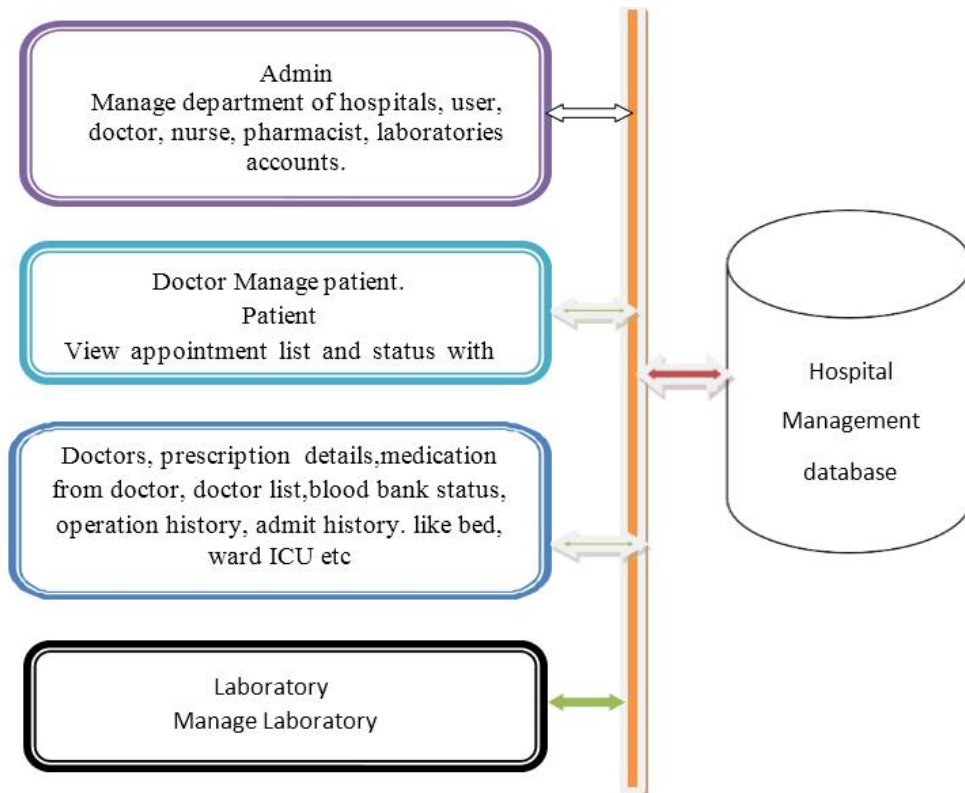 Admin
Manage department of hospitals, user,
doctor, nurse, pharmacist, laboratories
accounts.
Doctor Manage patient.
Patient
View appointment list and status with
Doctors, prescription details,medication
from doctor, doctor list,blood bank status,
operation history, admit history. like bed,
ward ICU etc
Laboratory
Manage Laboratory
Hospital
Management
database